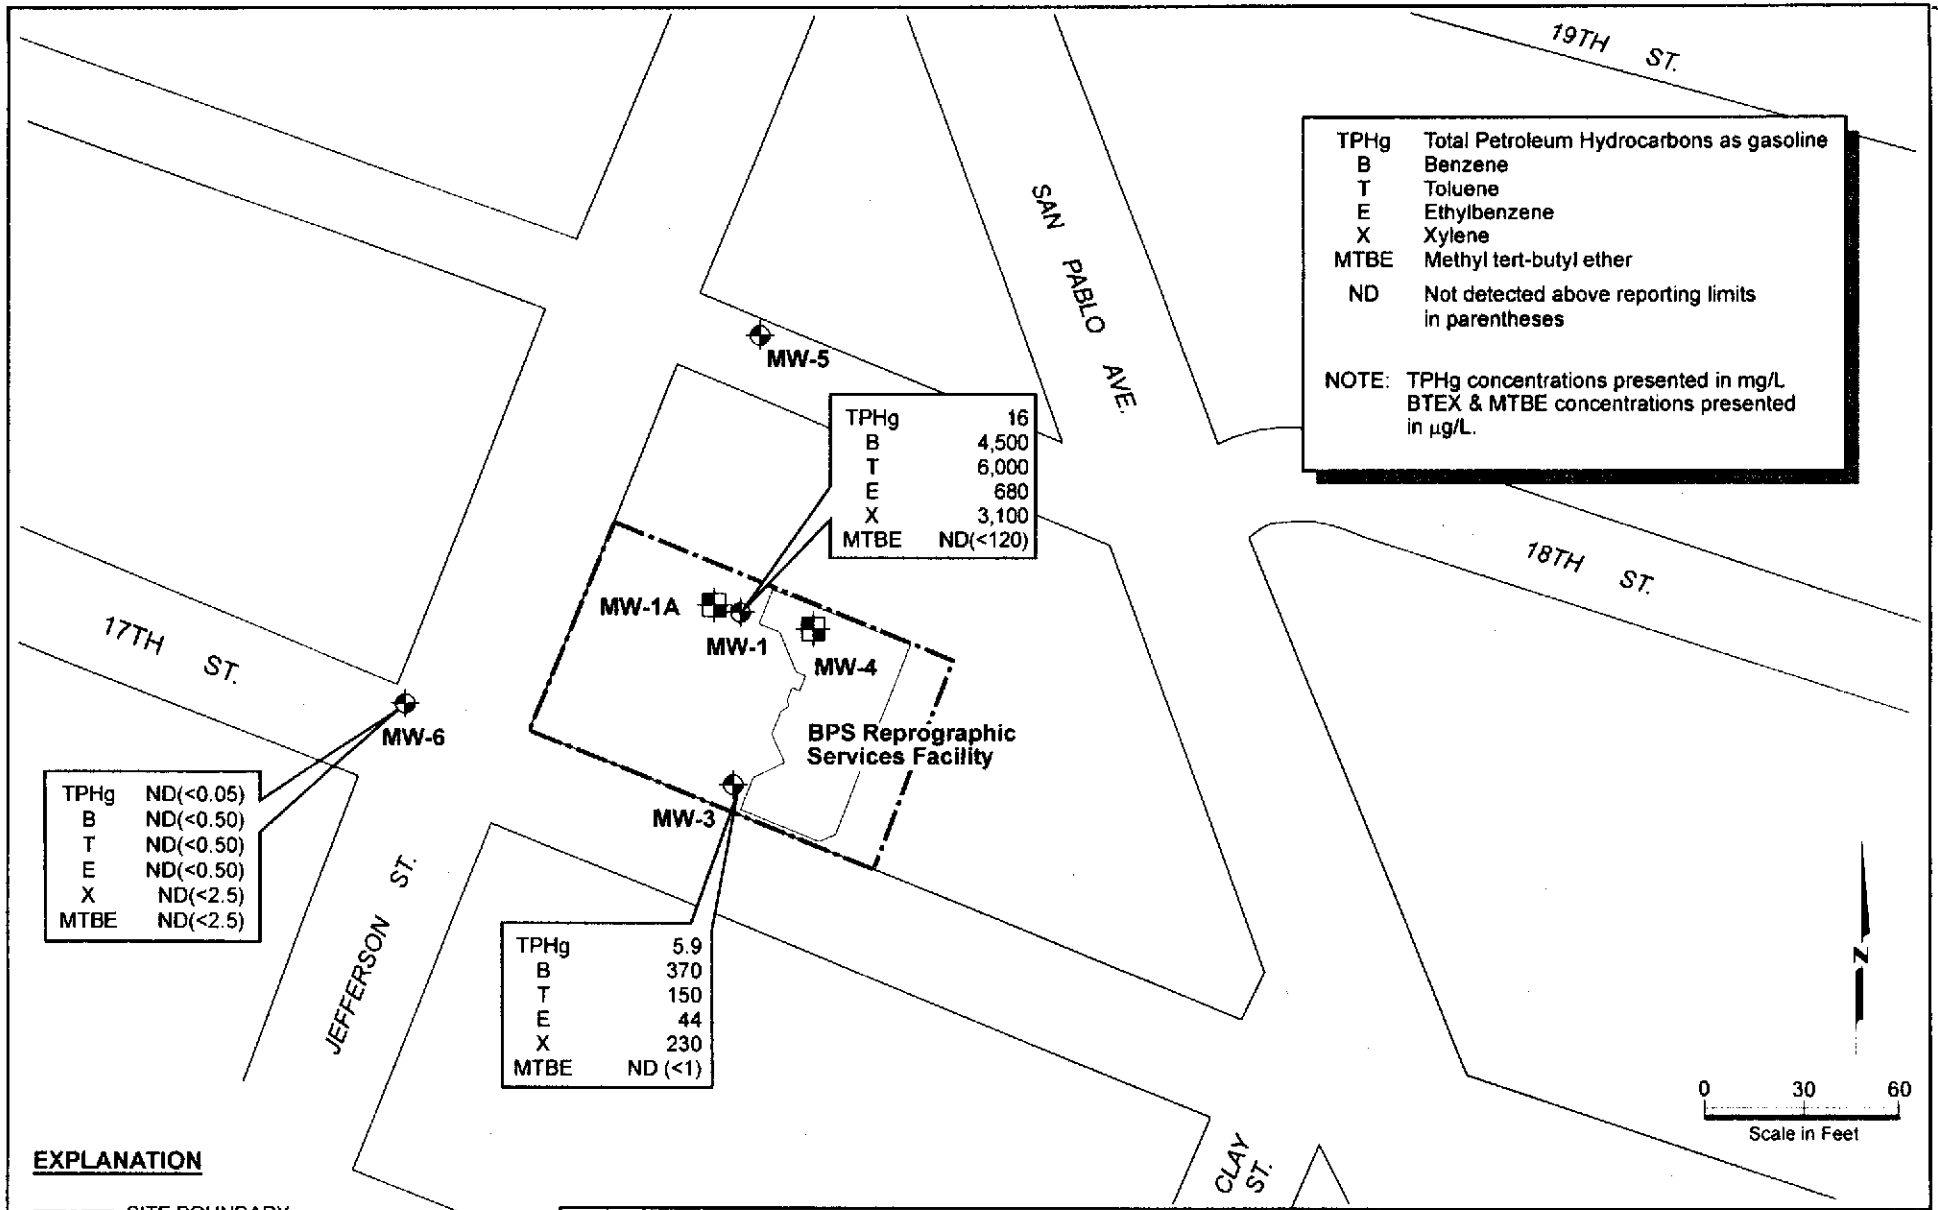 19TH ST.
TPHg Total Petroleum Hydrocarbons as gasoline
B Benzene
T Toluene
E Ethylbenzene
X Xylene
MTBE Methyl tert-butyl ether
ND Not detected above reporting limits
in parentheses
NOTE: TPHg concentrations presented in mg/L
BTEX & MTBE concentrations presented
in µg/L.
SAN PABLO AVE.
MW-5
TPHg 16
B 4,500
T 6,000
E 680
X 3,100
MTBE ND(<120)
18TH ST.
MW-1A
MW-1
MW-4
17TH ST.
MW-6
BPS Reprographic
Services Facility
MW-3
TPHg ND(<0.05)
B ND(<0.50)
T ND(<0.50)
E ND(<0.50)
X ND(<2.5)
MTBE ND(<2.5)
JEFFERSON ST.
TPHg 5.9
B 370
T 150
E 44
X 230
MTBE ND (<1)
N
0 30 60
Scale in Feet
CLAY ST.
EXPLANATION
SITE BOUNDARY